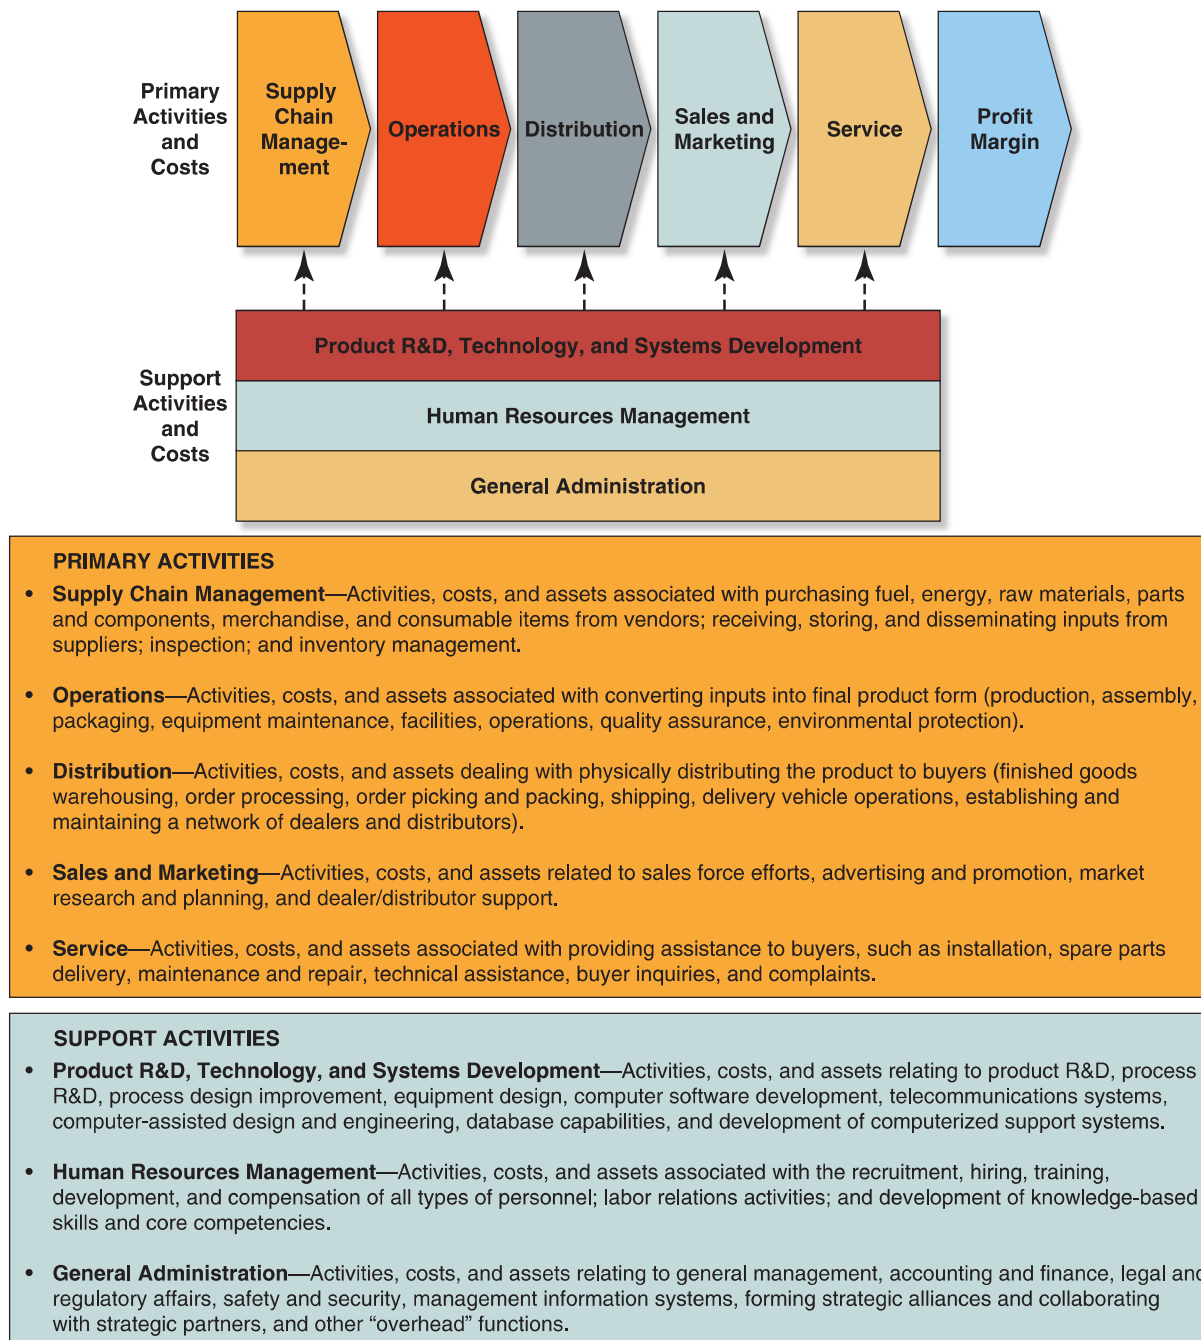 Primary
Activities
and
Costs
Supply
Chain
Manage-
ment
Operations
Distribution
Sales and
Marketing
Service
Profit
Margin
Support
Activities
and
Costs
Product R&D, Technology, and Systems Development
Human Resources Management
General Administration
PRIMARY ACTIVITIES
• Supply Chain Management—Activities, costs, and assets associated with purchasing fuel, energy, raw materials, parts
and components, merchandise, and consumable items from vendors; receiving, storing, and disseminating inputs from
suppliers; inspection; and inventory management.
• Operations—Activities, costs, and assets associated with converting inputs into final product form (production, assembly,
packaging, equipment maintenance, facilities, operations, quality assurance, environmental protection).
• Distribution—Activities, costs, and assets dealing with physically distributing the product to buyers (finished goods
warehousing, order processing, order picking and packing, shipping, delivery vehicle operations, establishing and
maintaining a network of dealers and distributors).
• Sales and Marketing—Activities, costs, and assets related to sales force efforts, advertising and promotion, market
research and planning, and dealer/distributor support.
• Service—Activities, costs, and assets associated with providing assistance to buyers, such as installation, spare parts
delivery, maintenance and repair, technical assistance, buyer inquiries, and complaints.
SUPPORT ACTIVITIES
• Product R&D, Technology, and Systems Development—Activities, costs, and assets relating to product R&D, process
R&D, process design improvement, equipment design, computer software development, telecommunications systems,
computer-assisted design and engineering, database capabilities, and development of computerized support systems.
• Human Resources Management—Activities, costs, and assets associated with the recruitment, hiring, training,
development, and compensation of all types of personnel; labor relations activities; and development of knowledge-based
skills and core competencies.
• General Administration—Activities, costs, and assets relating to general management, accounting and finance, legal and
regulatory affairs, safety and security, management information systems, forming strategic alliances and collaborating
with strategic partners, and other “overhead” functions.